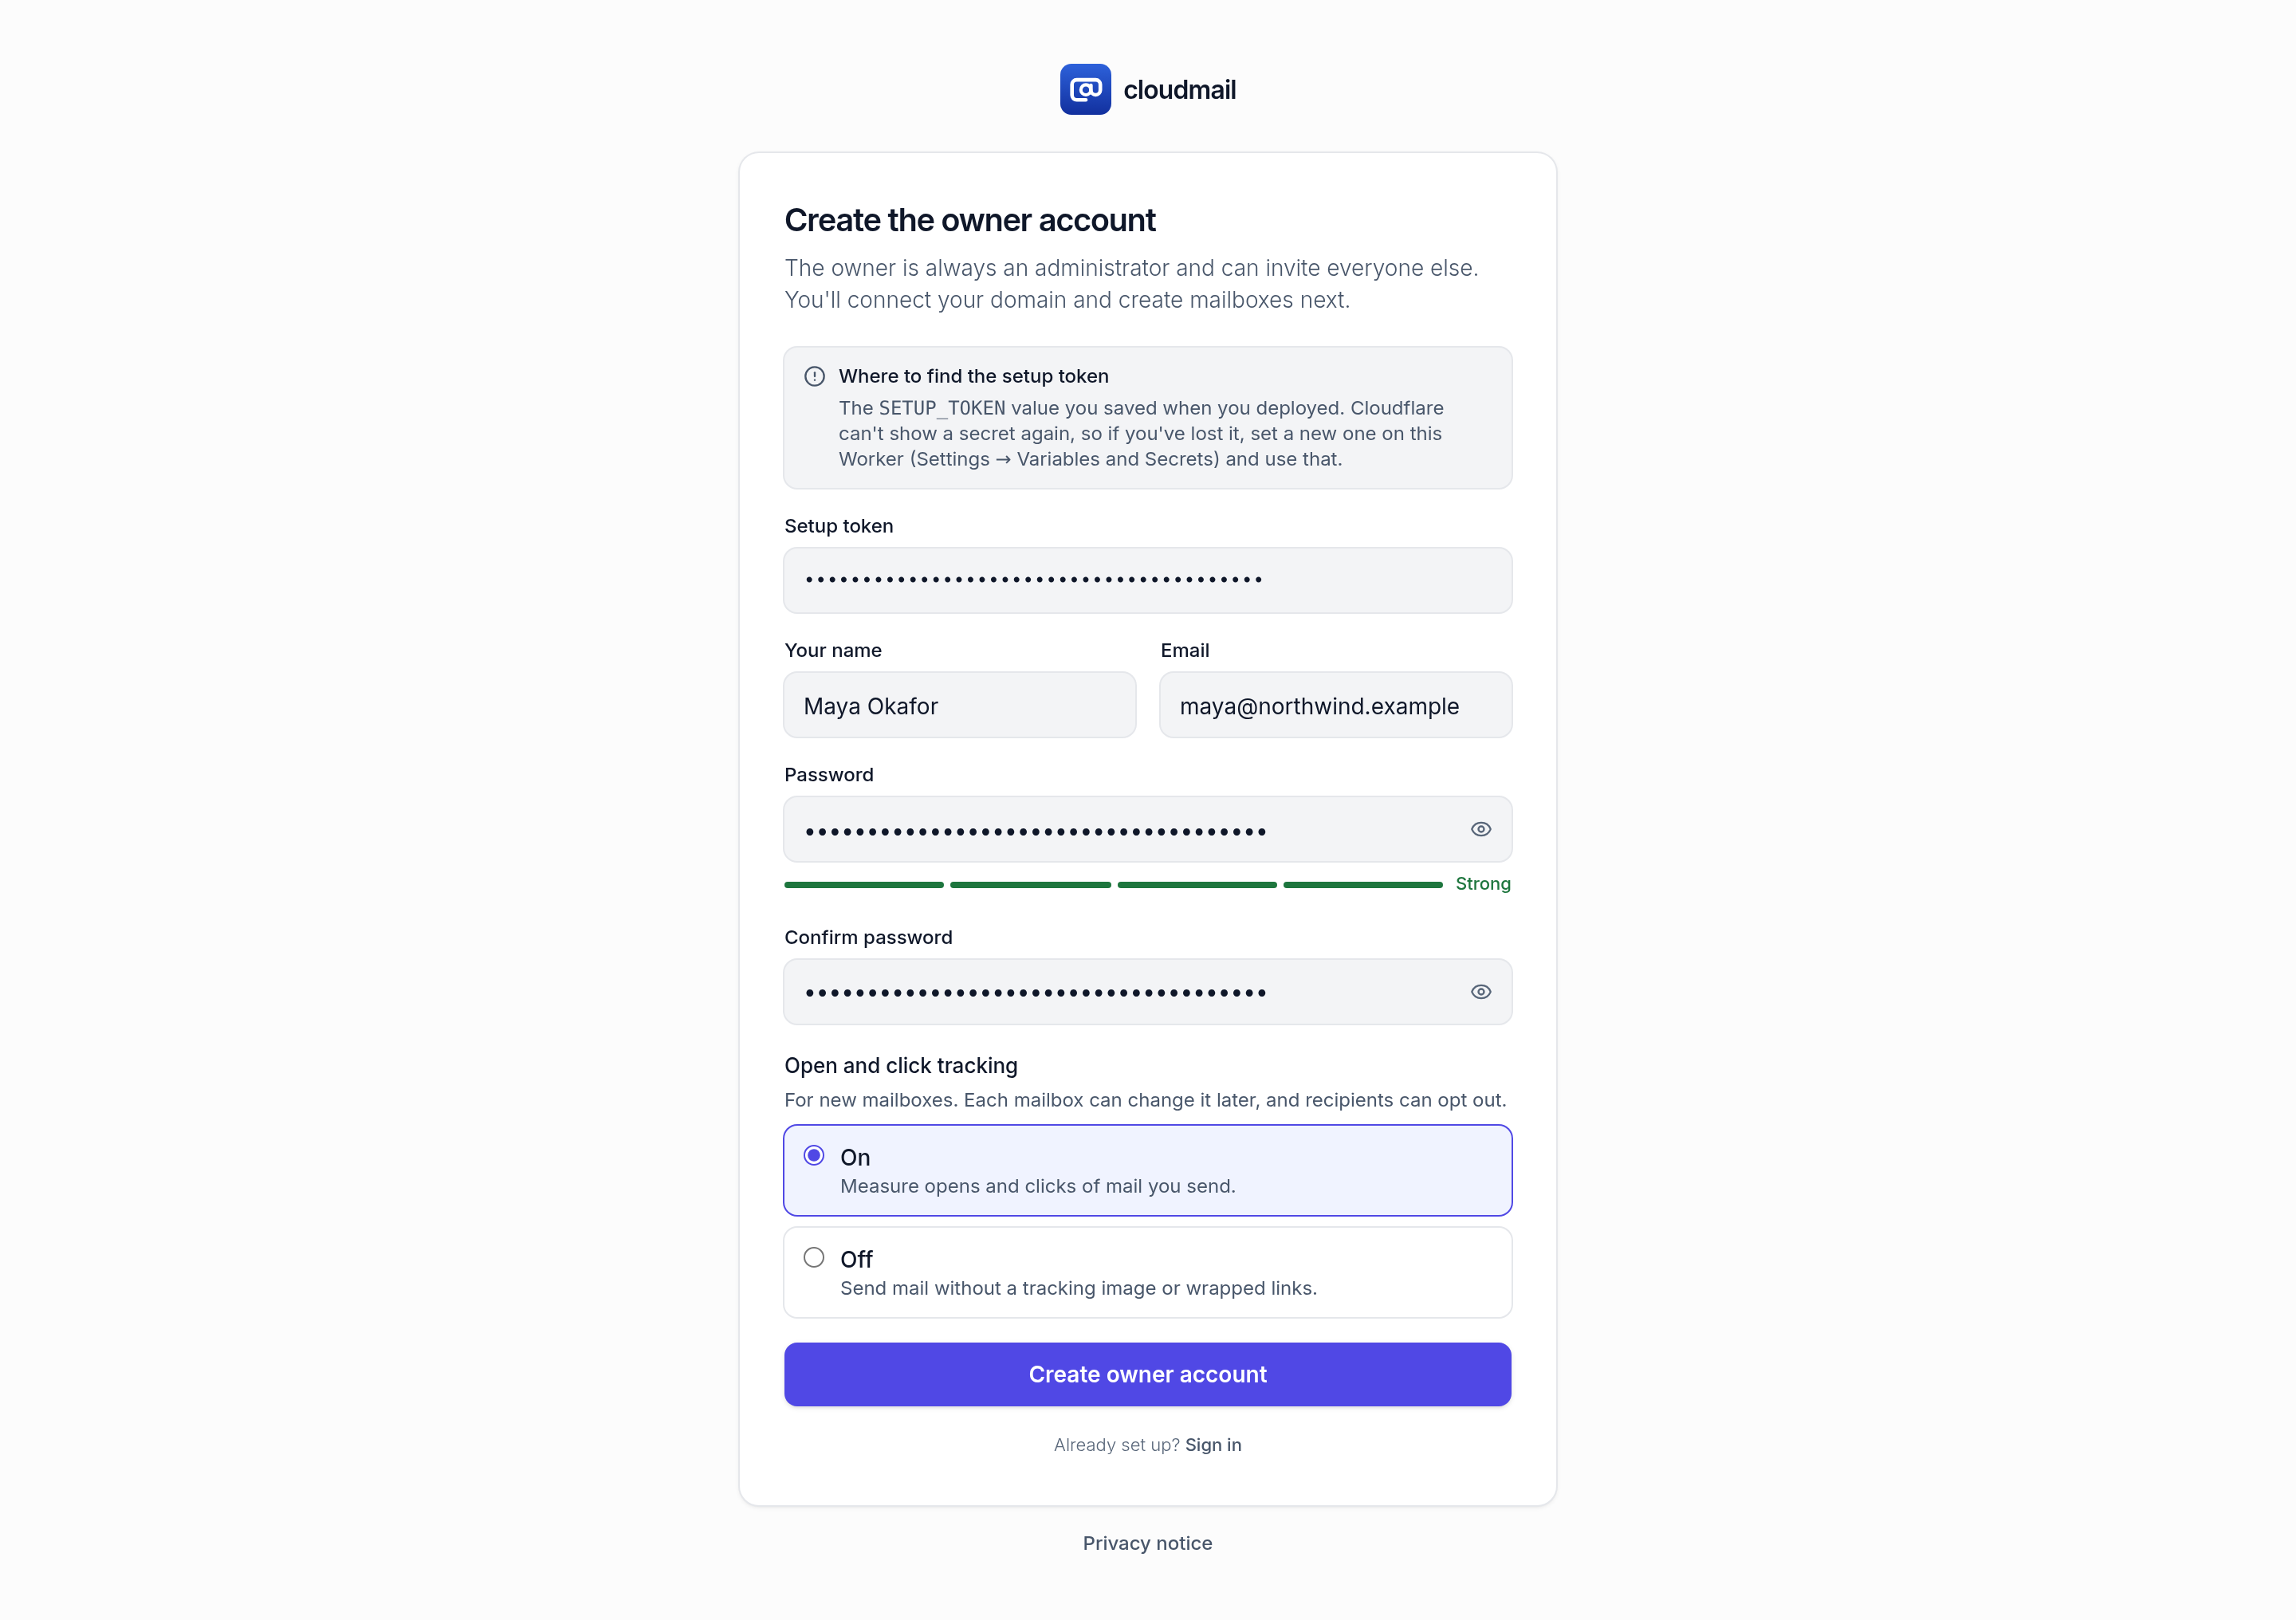 cloudmail
Create the owner account
The owner is always an administrator and can invite everyone else.
You'll connect your domain and create mailboxes next.
Where to find the setup token
The SETUP_TOKEN value you saved when you deployed. Cloudflare
can't show a secret again, so if you've lost it, set a new one on this
Worker (Settings → Variables and Secrets) and use that.
Setup token
••••••••••••••••••••••••••••••••••••••••
Your name
Email
Maya Okafor
maya@northwind.example
Password
•••••••••••••••••••••••••••••••••••••
Strong
Confirm password
•••••••••••••••••••••••••••••••••••••
Open and click tracking
For new mailboxes. Each mailbox can change it later, and recipients can opt out.
On
Measure opens and clicks of mail you send.
Off
Send mail without a tracking image or wrapped links.
Create owner account
Already set up? Sign in
Privacy notice